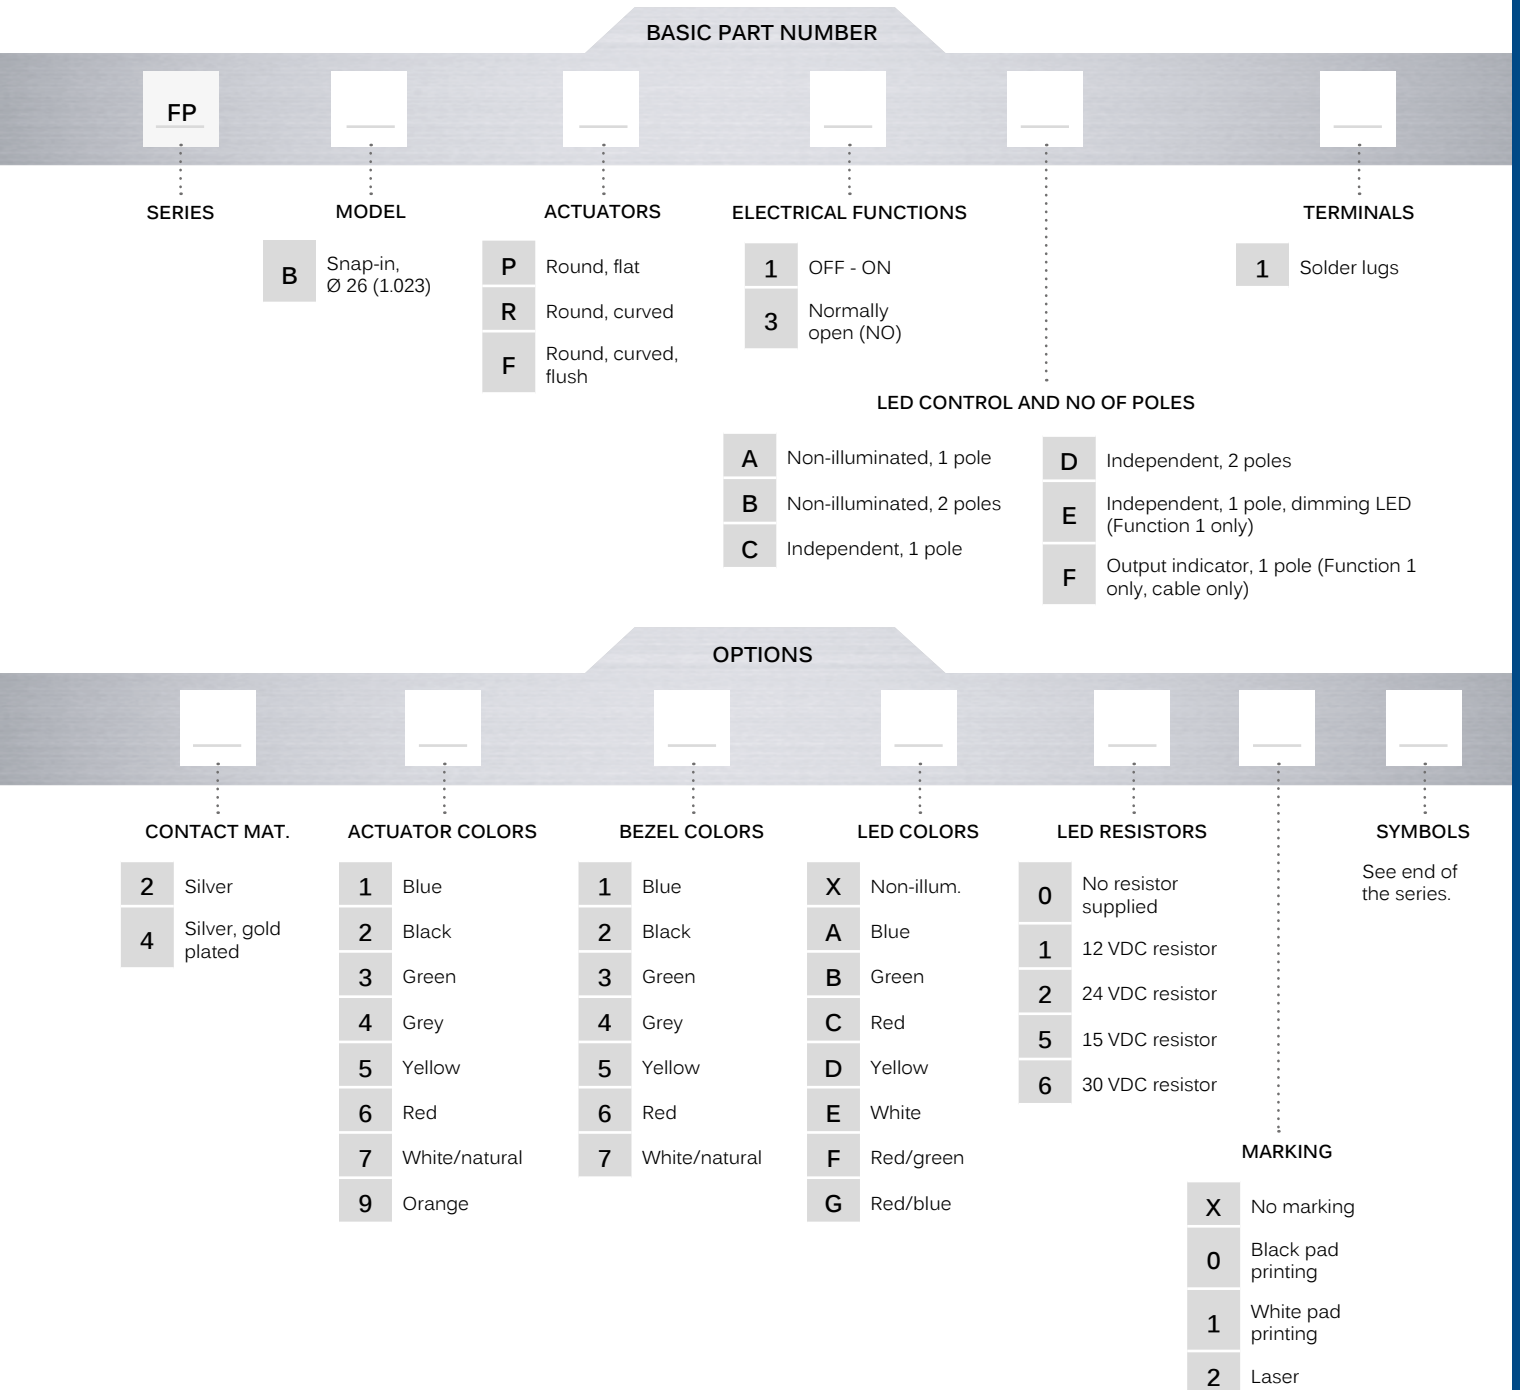 BASIC PART NUMBER
FP
SERIES
MODEL
B
Snap-in,
Ø 26 (1.023)
ACTUATORS
P
Round, flat
R
Round, curved
F
Round, curved,
flush
ELECTRICAL FUNCTIONS
1
OFF - ON
3
Normally
open (NO)
TERMINALS
1
Solder lugs
LED CONTROL AND NO OF POLES
A
Non-illuminated, 1 pole
B
Non-illuminated, 2 poles
C
Independent, 1 pole
D
Independent, 2 poles
E
Independent, 1 pole, dimming LED
(Function 1 only)
F
Output indicator, 1 pole (Function 1
only, cable only)
OPTIONS
CONTACT MAT.
2
Silver
4
Silver, gold
plated
ACTUATOR COLORS
1
Blue
2
Black
3
Green
4
Grey
5
Yellow
6
Red
7
White/natural
9
Orange
BEZEL COLORS
1
Blue
2
Black
3
Green
4
Grey
5
Yellow
6
Red
7
White/natural
LED COLORS
X
Non-illum.
A
Blue
B
Green
C
Red
D
Yellow
E
White
F
Red/green
G
Red/blue
LED RESISTORS
0
No resistor
supplied
1
12 VDC resistor
2
24 VDC resistor
5
15 VDC resistor
6
30 VDC resistor
MARKING
X
No marking
0
Black pad
printing
1
White pad
printing
2
Laser
SYMBOLS
See end of
the series.